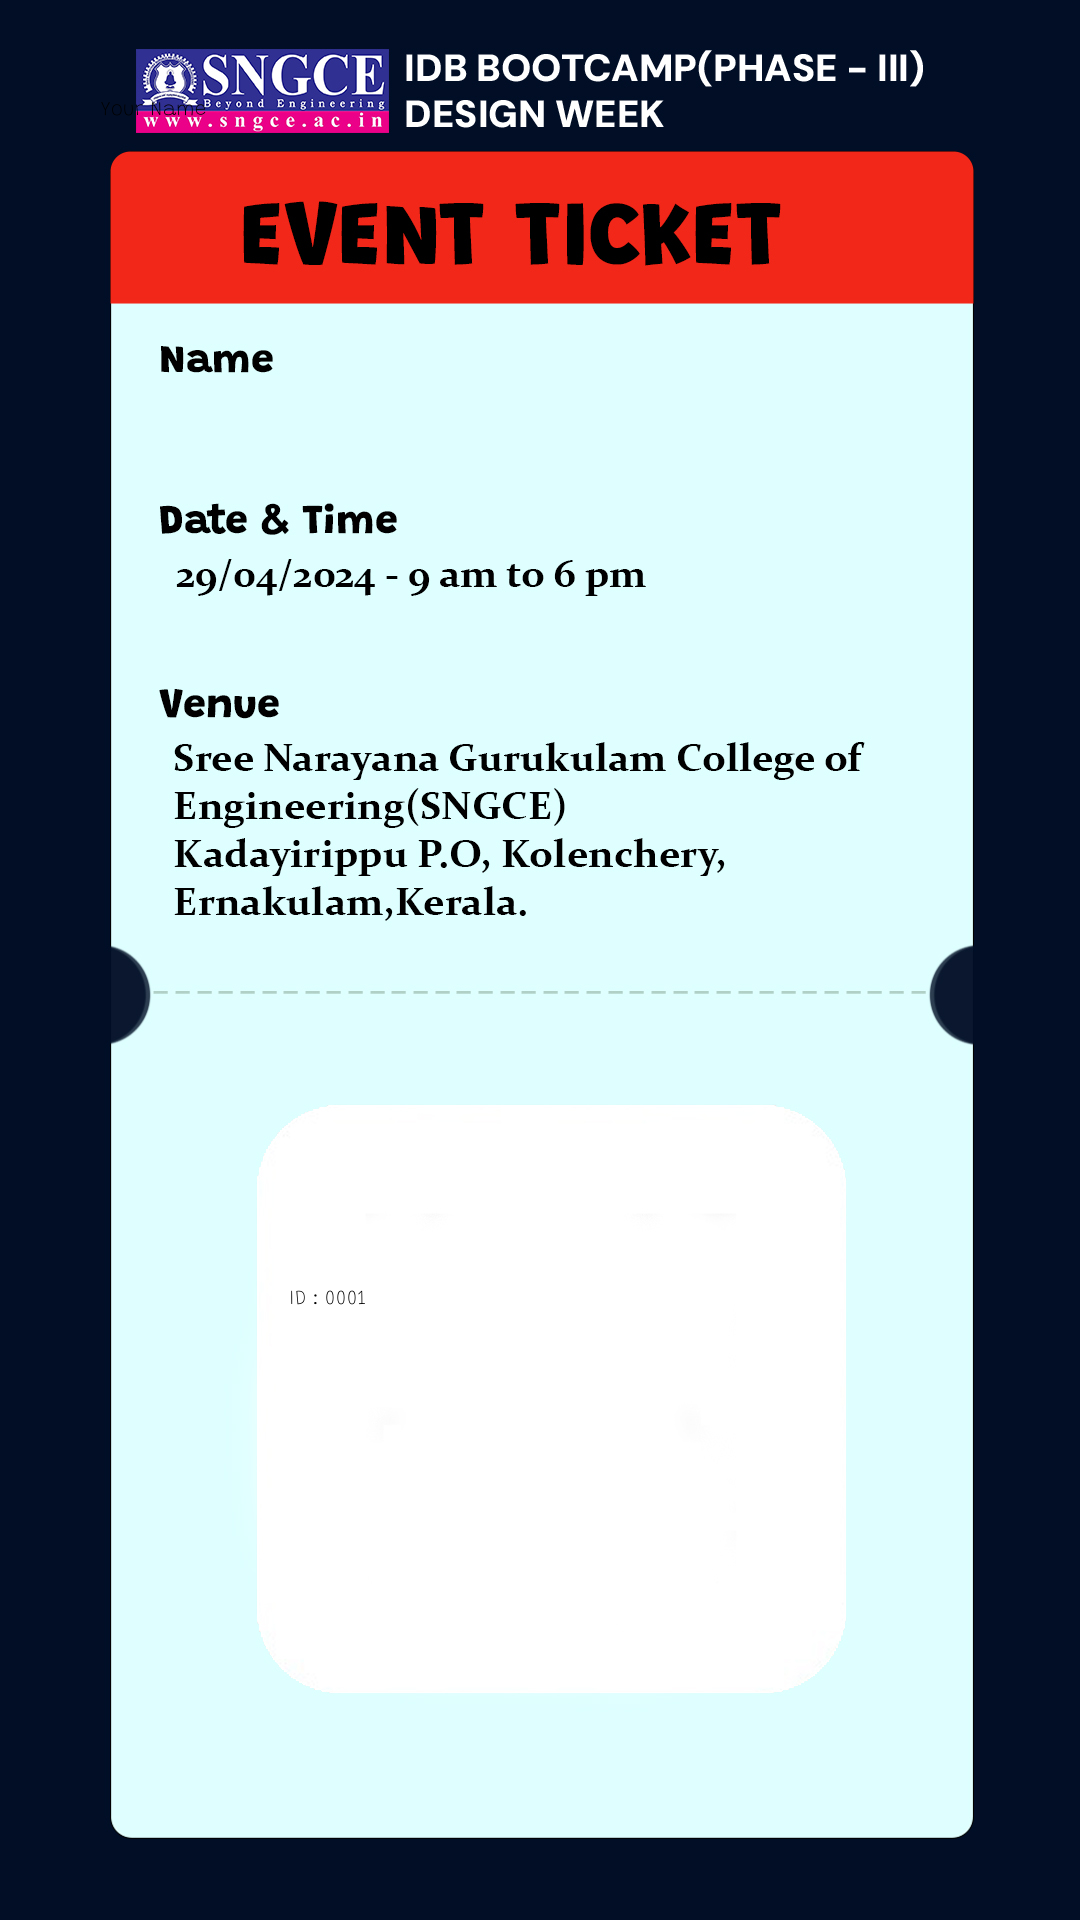 SNGCE
Beyond Engineering
www.sngce.ac.in
Your Name
IDB BOOTCAMP(PHASE - III)
DESIGN WEEK
EVENT TICKET
Name
Date & Time
29/04/2024 - 9 am to 6 pm
Venue
Sree Narayana Gurukulam College of
Engineering(SNGCE)
Kadayirippu P.O, Kolenchery,
Ernakulam,Kerala.
ID : 0001